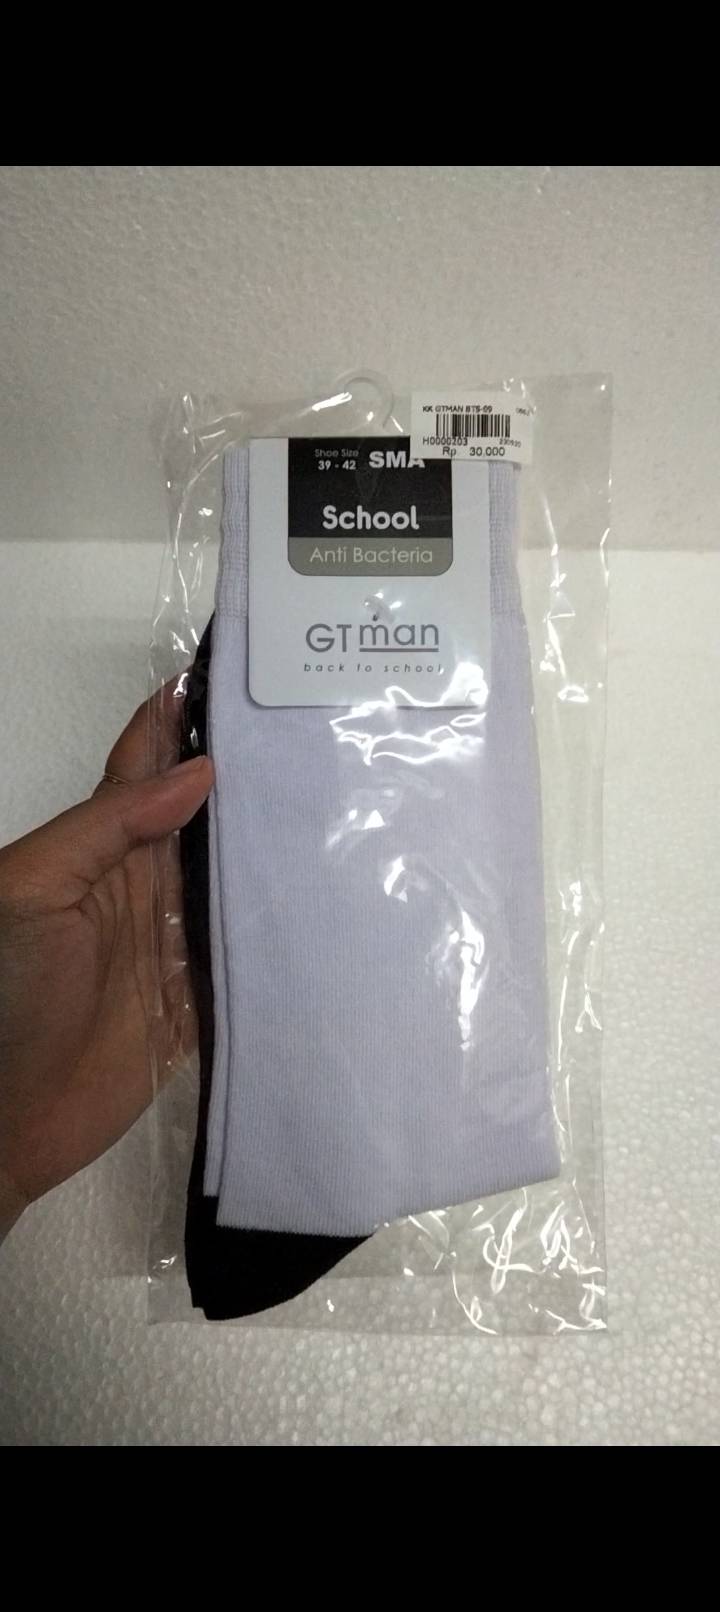 KK GTMAN BTS-09
H0000203
Rp. 30,000
Shoe Size
39 - 42 SMA
School
Anti Bacteria
GT man
back to school